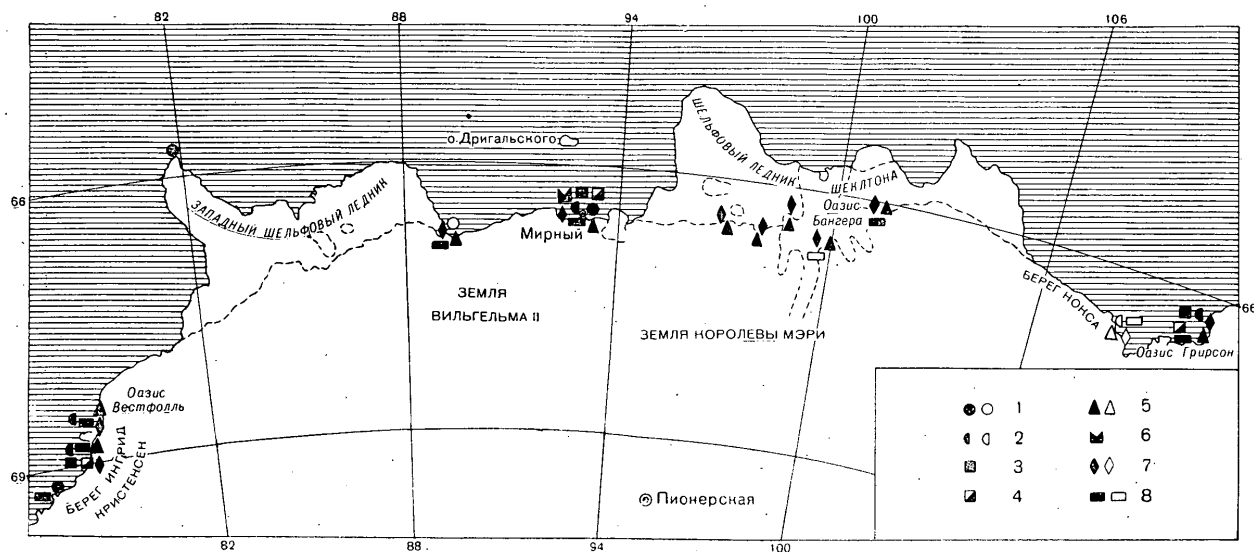 82
88
94
100
106
о. Дригальского
ШЕЛЬФОВЫЙ ЛЕДНИК
ШЕКЛТОНА
ЗАПАДНЫЙ ШЕЛЬФОВЫЙ ЛЕДНИК
66
Оазис
Бангера
Мирный
ЗЕМЛЯ
ВИЛЬГЕЛЬМА II
ЗЕМЛЯ КОРОЛЕВЫ МЭРИ
БЕРЕГ НОКСА
66
Оазис Грирсон
Оазис
Вестфолль
БЕРЕГ ИНГРИД
КРИСТЕНСЕН
69
Пионерская
1
2
3
4
5
6
7
8
82
88
94
100